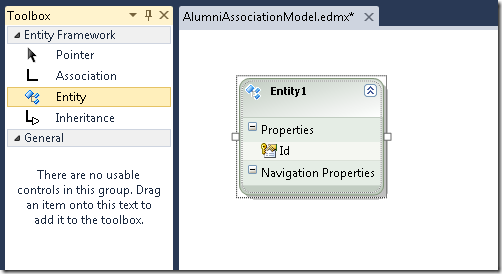 Toolbox
Entity Framework
Pointer
Association
Entity
Inheritance
General
There are no usable
controls in this group. Drag
an item onto this text to
add it to the toolbox.
AlumniAssociationModel.edmx*
Entity1
Properties
Id
Navigation Properties